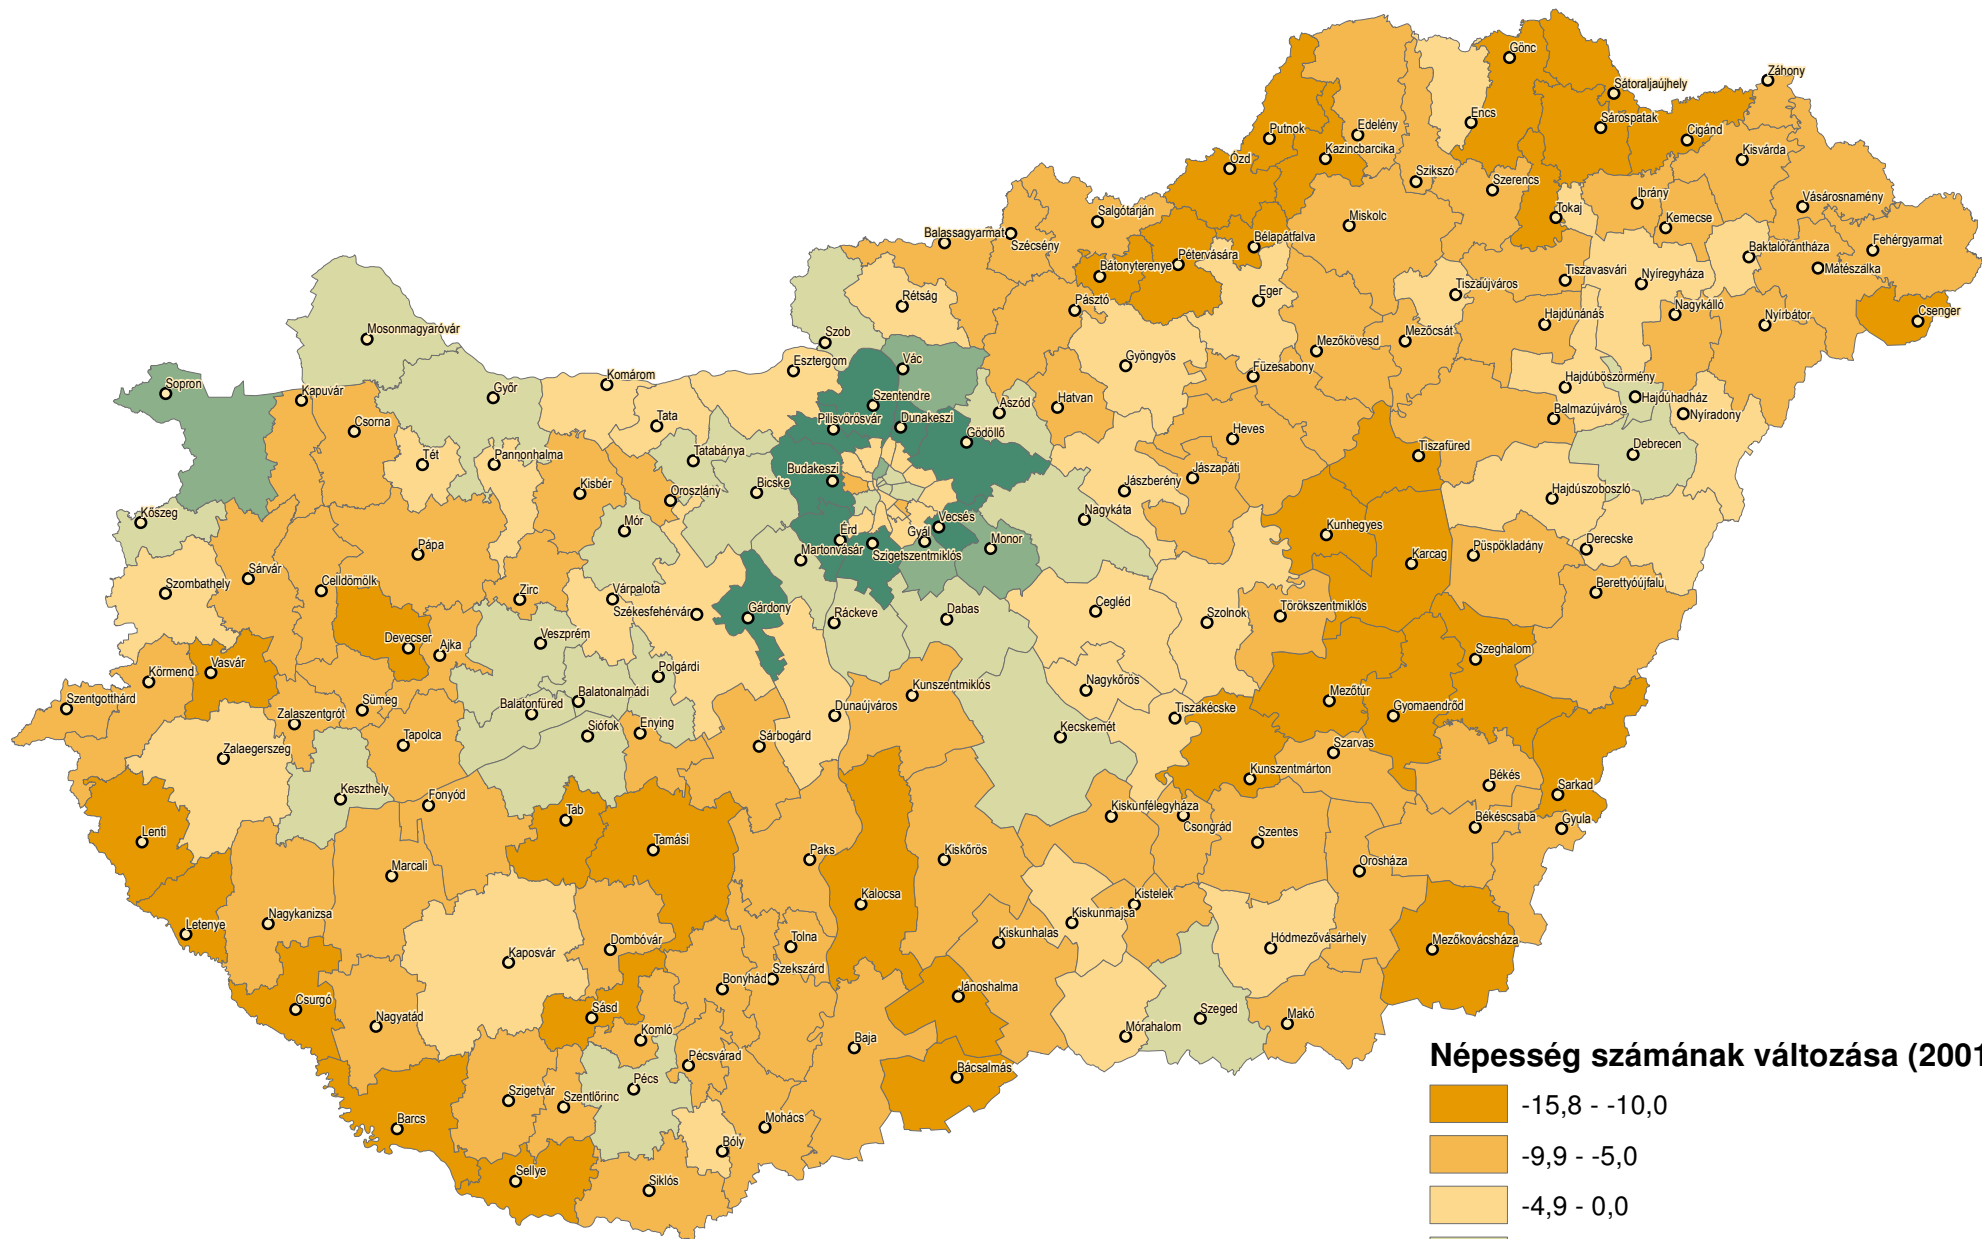 Gönc
Záhony
Sátoraljaújhely
Encs
Sárospatak
Cigánd
Putnok
Edelény
Kazincbarcika
Kisvárda
Ózd
Szikszó
Szerencs
Ibrány
Vásárosnamény
Tokaj
Kemecse
Salgótarján
Miskolc
Balassagyarmat
Szécsény
Bélapátfalva
Baktalórántháza
Fehérgyarmat
Pétervására
Bátonyterenye
Mátészalka
Tiszavasvári
Nyíregyháza
Rétság
Eger
Tiszaújváros
Pásztó
Nagykálló
Csenger
Mosonmagyaróvár
Szob
Hajdúnánás
Nyírbátor
Mezőcsát
Mezőkövesd
Esztergom
Vác
Gyöngyös
Füzesabony
Sopron
Kapuvár
Győr
Komárom
Szentendre
Aszód
Hatvan
Hajdúböszörmény
Hajdúhadház
Balmazújváros
Nyíradony
Csorna
Tata
Pilisvörösvár
Dunakeszi
Gödöllő
Heves
Tiszafüred
Debrecen
Tét
Pannonhalma
Tatabánya
Budakeszi
Jászapáti
Kisbér
Oroszlány
Bicske
Jászberény
Hajdúszoboszló
Kőszeg
Mór
Nagykáta
Érd
Gyál
Vecsés
Monor
Kunhegyes
Pápa
Martonvásár
Szigetszentmiklós
Karcag
Püspökladány
Derecske
Szombathely
Sárvár
Celldömölk
Zirc
Várpalota
Berettyóújfalu
Székesfehérvár
Gárdony
Ráckeve
Dabas
Cegléd
Szolnok
Törökszentmiklós
Devecser
Ajka
Veszprém
Szeghalom
Körmend
Vasvár
Polgárdi
Nagykőrös
Szentgotthárd
Zalaszentgrót
Sümeg
Balatonalmádi
Balatonfüred
Kunszentmiklós
Mezőtúr
Dunaújváros
Tiszakécske
Gyomaendrőd
Siófok
Enying
Kecskemét
Zalaegerszeg
Tapolca
Sárbogárd
Szarvas
Kunszentmárton
Békés
Keszthely
Fonyód
Sarkad
Tab
Kiskunfélegyháza
Csongrád
Békéscsaba
Gyula
Lenti
Tamási
Paks
Kiskőrös
Szentes
Orosháza
Marcali
Kalocsa
Kistelek
Letenye
Nagykanizsa
Kiskunmajsa
Kaposvár
Dombóvár
Tolna
Kiskunhalas
Hódmezővásárhely
Mezőkovácsháza
Bonyhád
Szekszárd
Csurgó
Sásd
Jánoshalma
Nagyatád
Komló
Szeged
Makó
Baja
Mórahalom
Pécsvárad
Bácsalmás
Pécs
Szigetvár
Szentlőrinc
Barcs
Mohács
Bóly
Sellye
Siklós
Népesség számának változása (2001
-15,8 - -10,0
-9,9 - -5,0
-4,9 - 0,0